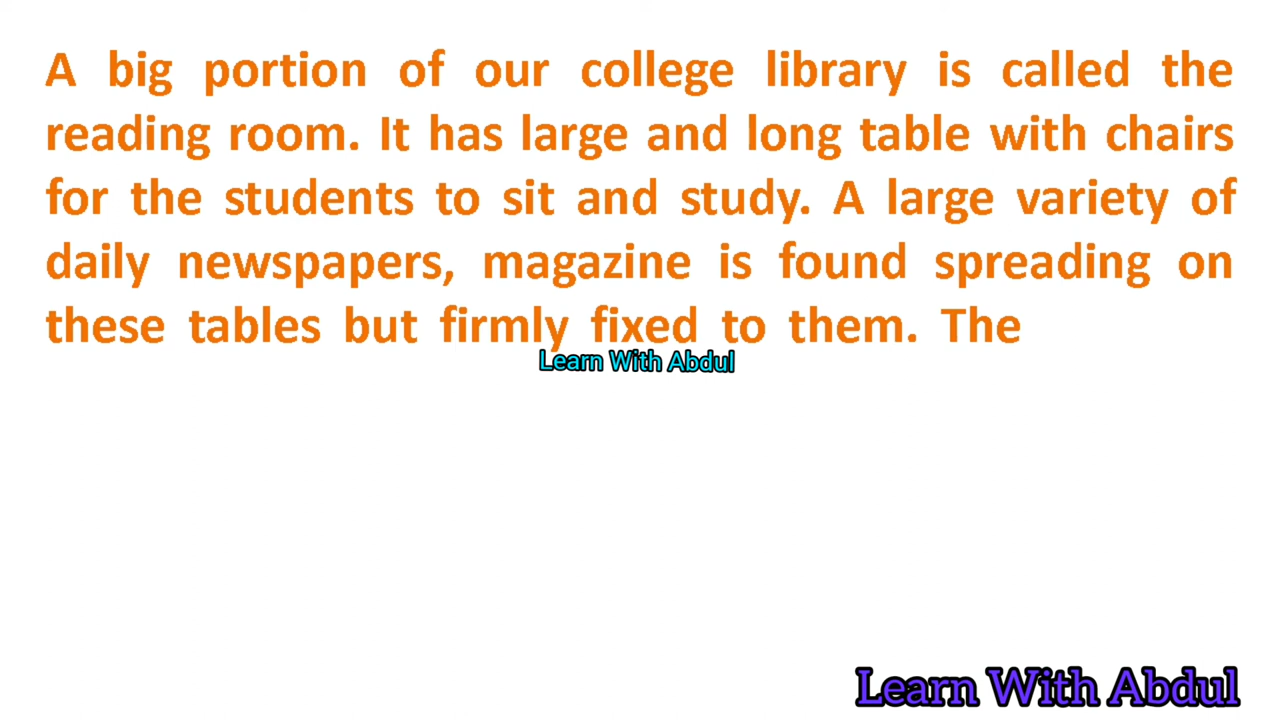 A big portion of our college library is called the
reading room. It has large and long table with chairs
for the students to sit and study. A large variety of
daily newspapers, magazine is found spreading on
these tables but firmly fixed to them. The
Learn With Abdul
Learn With Abdul